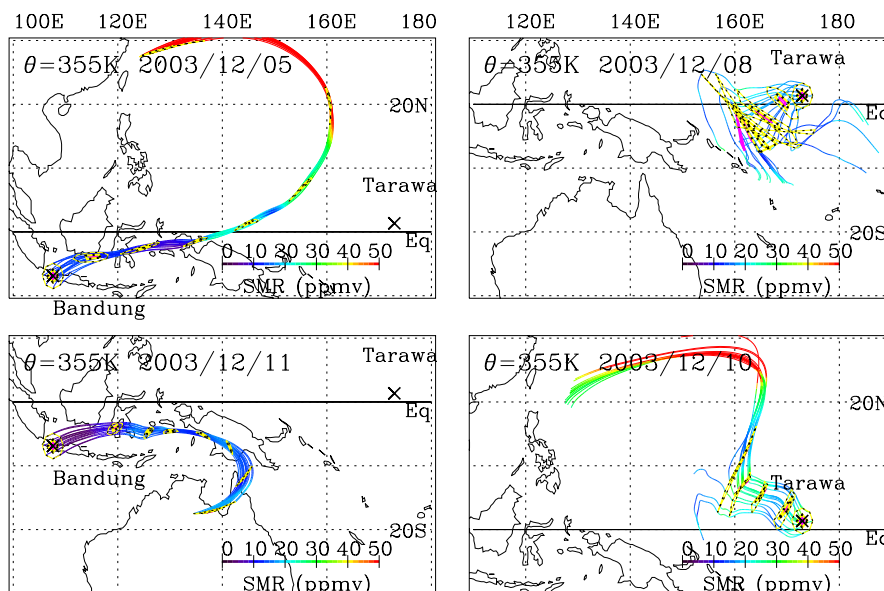 100E 120E 140E 160E 180
120E 140E 160E 180
θ=355K 2003/12/05
20N
Tarawa
Eq
0 10 20 30 40 50
SMR (ppmv)
Bandung
Tarawa
θ=355K 2003/12/08
Eq
20S
0 10 20 30 40 50
SMR (ppmv)
θ=355K 2003/12/11
Tarawa
Eq
Bandung
20S
0 10 20 30 40 50
SMR (ppmv)
θ=355K 2003/12/10
20N
Tarawa
Eq
0 10 20 30 40 50
SMR (ppmv)